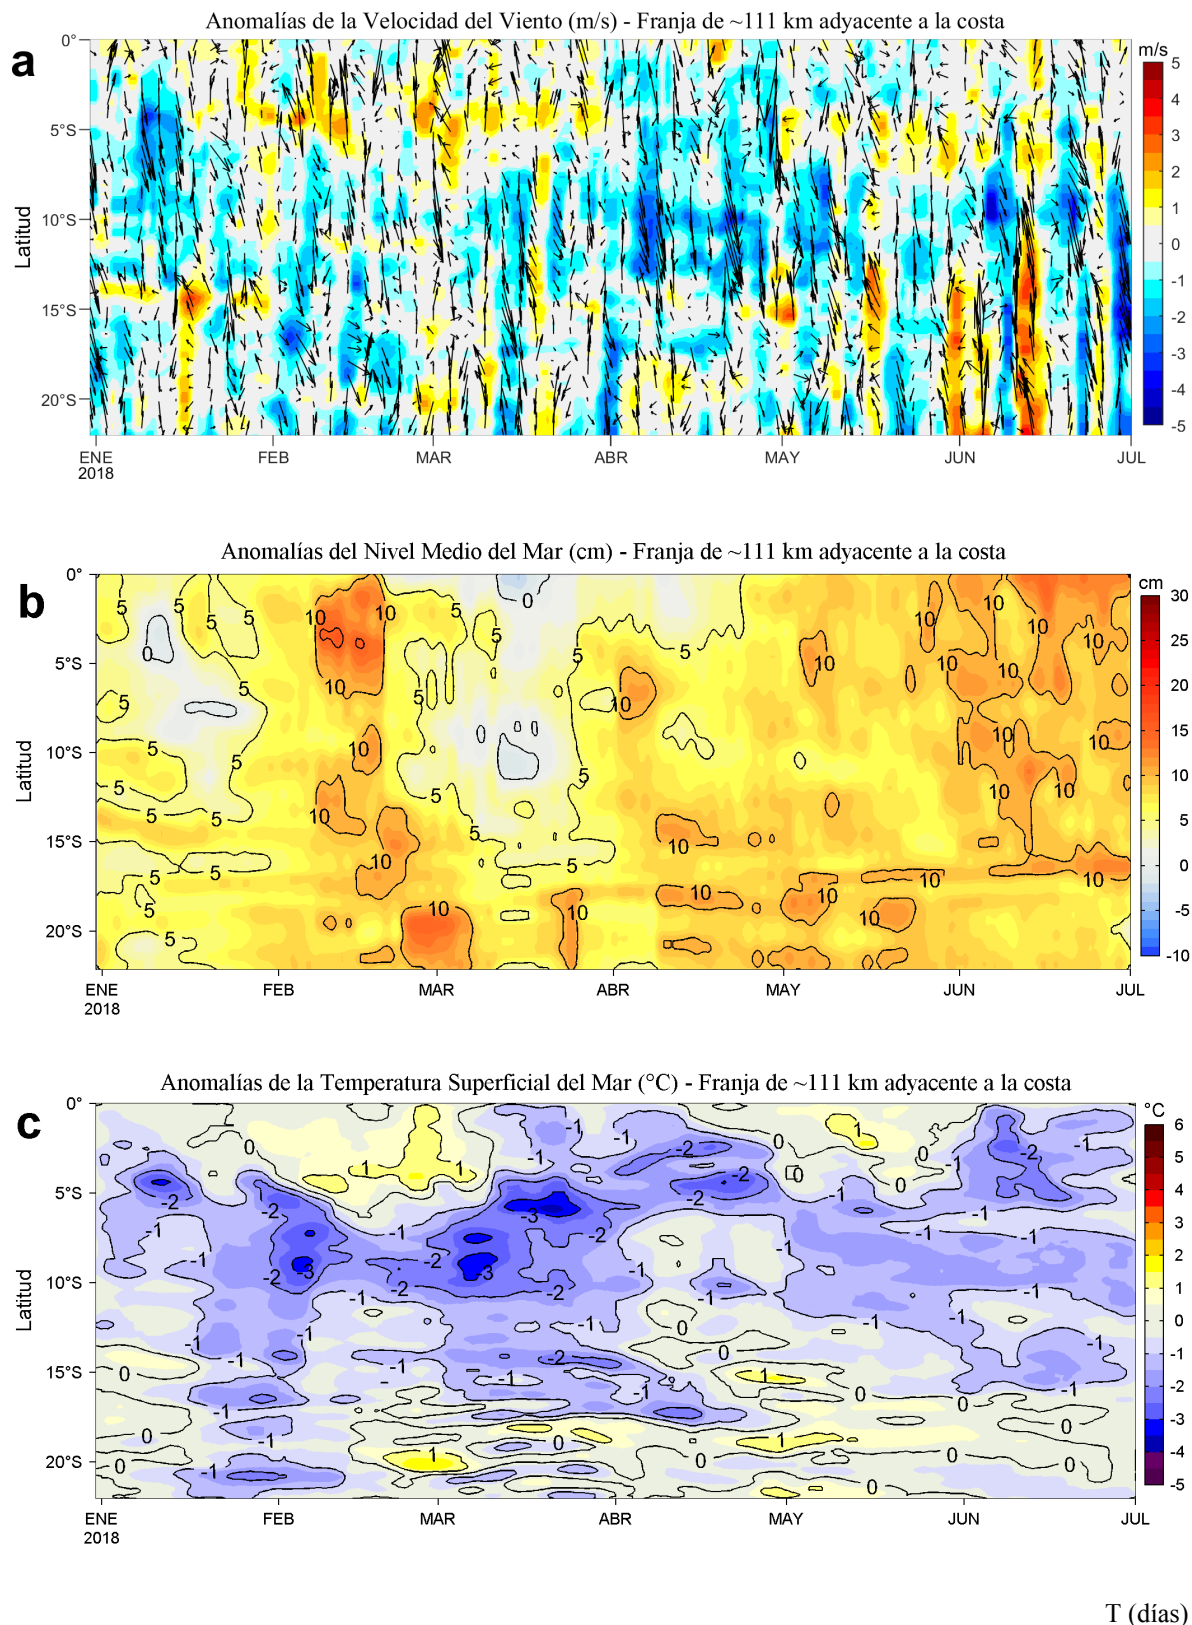 Anomalías de la Velocidad del Viento (m/s) - Franja de ~111 km adyacente a la costa
a
m/s
0°
5°S
10°S
15°S
20°S
Latitud
5
4
3
2
1
0
-1
-2
-3
-4
-5
ENE FEB MAR ABR MAY JUN JUL
2018
Anomalías del Nivel Medio del Mar (cm) - Franja de ~111 km adyacente a la costa
b
cm
0°
5°S
10°S
15°S
20°S
Latitud
30
25
20
15
10
5
0
-5
-10
ENE FEB MAR ABR MAY JUN JUL
2018
Anomalías de la Temperatura Superficial del Mar (°C) - Franja de ~111 km adyacente a la costa
c
°C
0°
5°S
10°S
15°S
20°S
Latitud
6
5
4
3
2
1
0
-1
-2
-3
-4
-5
ENE FEB MAR ABR MAY JUN JUL
2018
T (días)